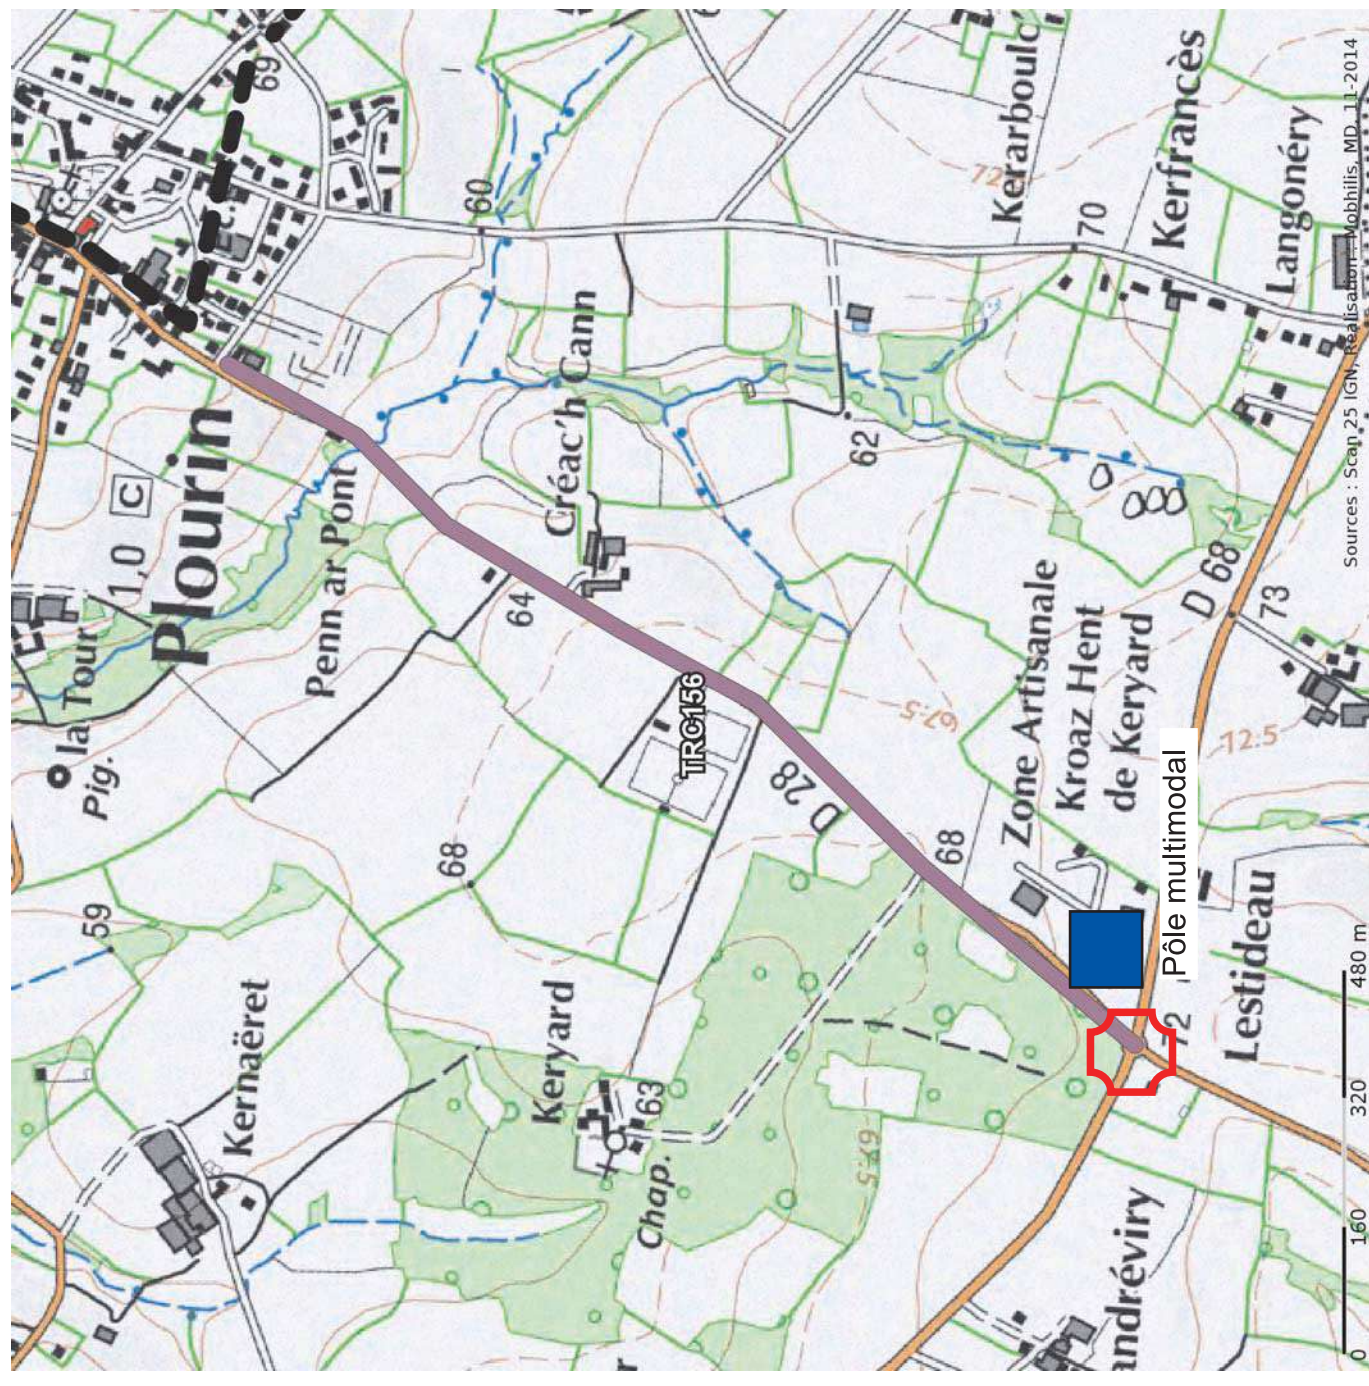 69
60
Kerarboulc
Kerfrancès
Langonéry
72
70
Plourin
1,0
C
la Tour
Pig.
Penn ar Pont
Créac'h Cann
64
62
TRC156
D 28
67.5
D 68
73
72.5
Zone Artisanale
Kroaz Hent
de Keryard
68
68
59
Kernaëret
Keryard
63
Chap.
67.5
Pôle multimodal
Lestideau
72
andréviry
0 160 320 480 m
Sources : Scan 25 IGN, Réalisation : Mobhilis, MD, 11-2014